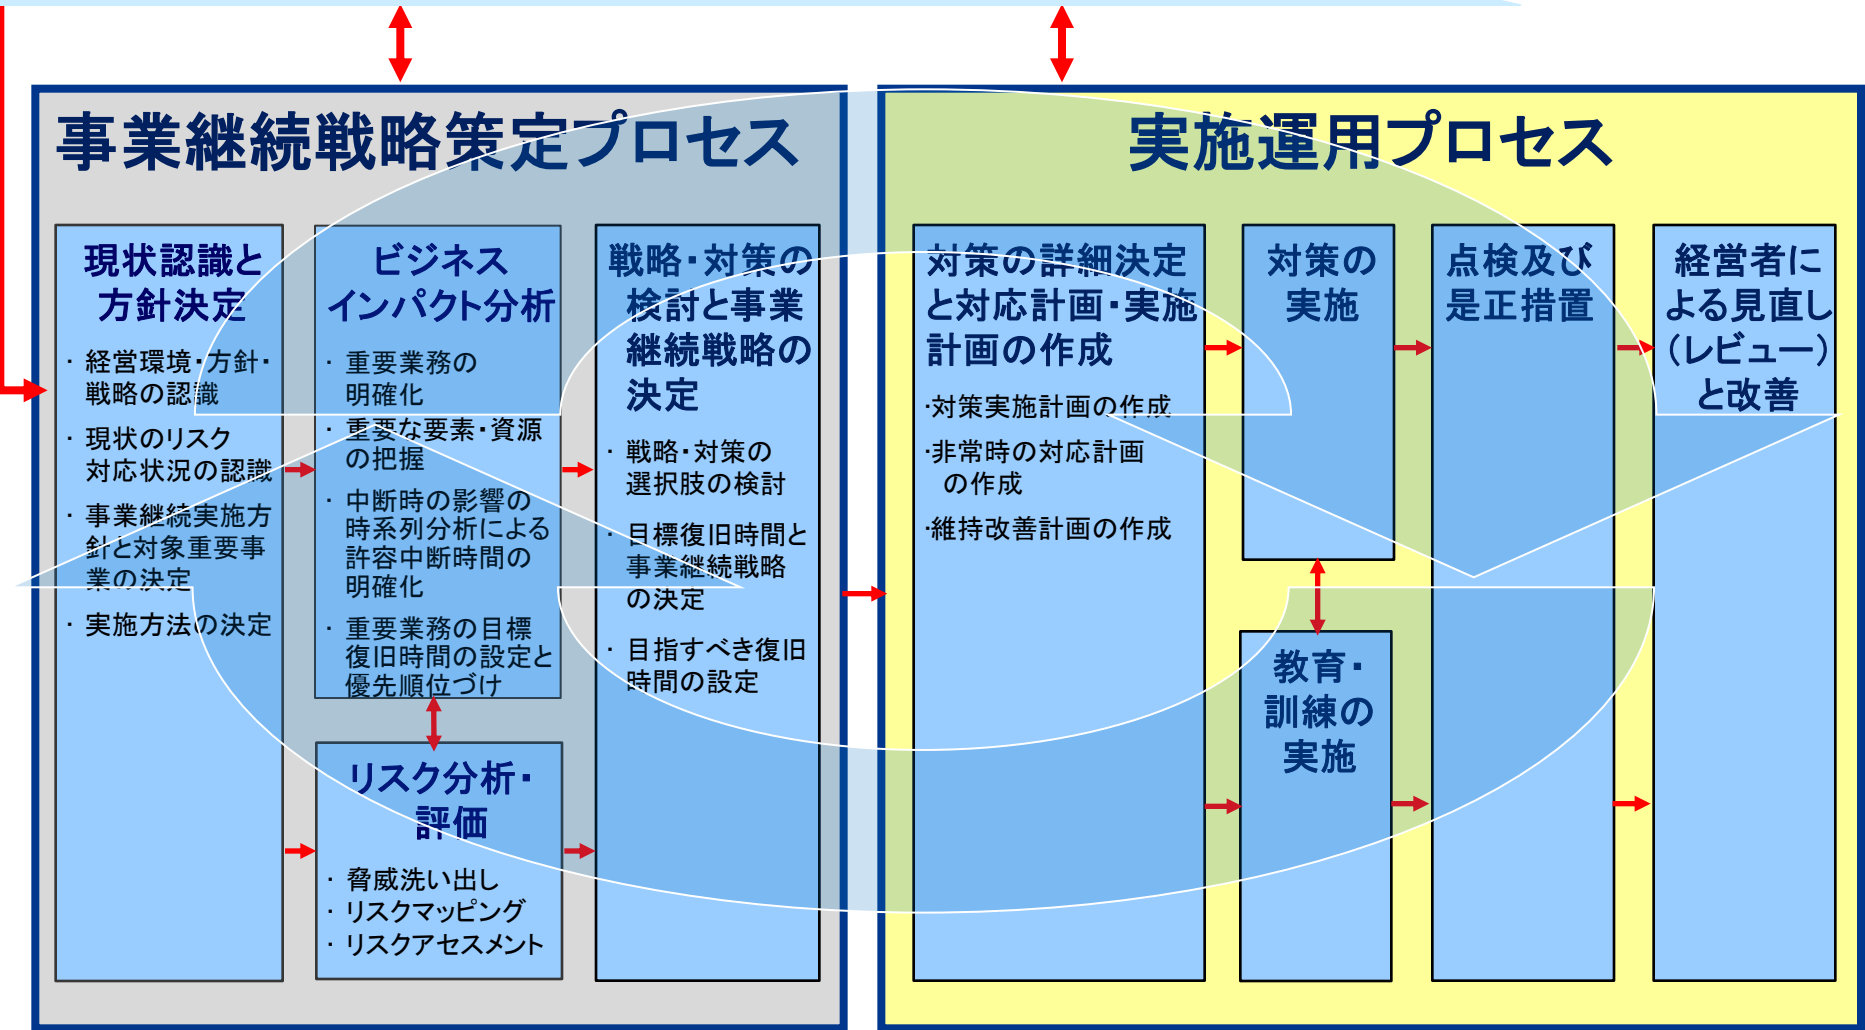 事業継続戦略策定プロセス
現状認識と
方針決定
· 経営環境・方針・
戦略の認識
· 現状のリスク
対応状況の認識
· 事業継続実施方
針と対象重要事
業の決定
· 実施方法の決定
ビジネス
インパクト分析
· 重要業務の
明確化
· 重要な要素・資源
の把握
· 中断時の影響の
時系列分析による
許容中断時間の
明確化
· 重要業務の目標
復旧時間の設定と
優先順位づけ
リスク分析・
評価
· 脅威洗い出し
· リスクマッピング
· リスクアセスメント
戦略・対策の
検討と事業
継続戦略の
決定
· 戦略・対策の
選択肢の検討
· 目標復旧時間と
事業継続戦略
の決定
· 目指すべき復旧
時間の設定
実施運用プロセス
対策の詳細決定
と対応計画・実施
計画の作成
·対策実施計画の作成
·非常時の対応計画
の作成
·維持改善計画の作成
対策の
実施
教育・
訓練の
実施
点検及び
是正措置
経営者に
よる見直し
（レビュー）
と改善